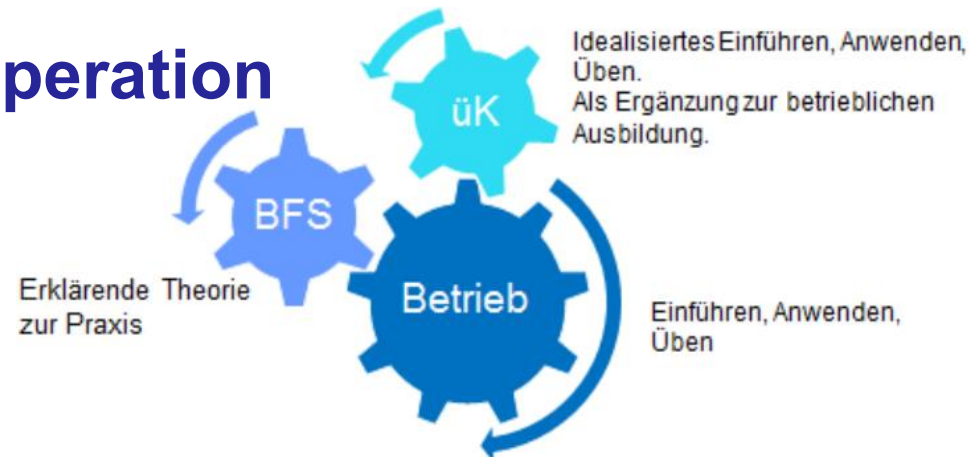 peration
üK
Idealisiertes Einführen, Anwenden,
Üben.
Als Ergänzung zur betrieblichen
Ausbildung.
BFS
Erklärende Theorie
zur Praxis
Betrieb
Einführen, Anwenden,
Üben